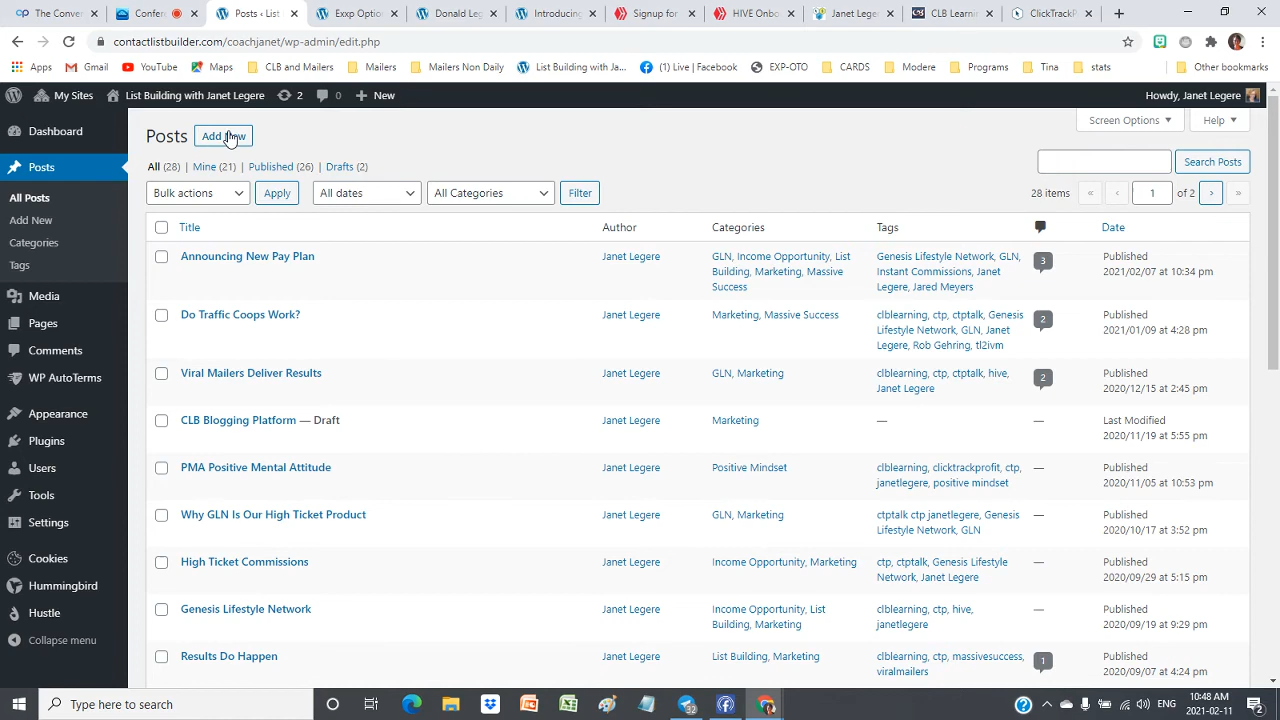 The Conver
Confere
Posts ‹ List
Exxp Option
Donald Leg
Introducing
Signup for
HIVE Onbo
Janet Legere
CLB Learnin
ClickTrackP
contactlistbuilder.com/coachjanet/wp-admin/edit.php
Apps Gmail YouTube Maps CLB and Mailers Mailers Mailers Non Daily List Building with Ja... (1) Live | Facebook EXP-OTO CARDS Modere Programs Tina stats Other bookmarks
My Sites List Building with Janet Legere 2 0 New Howdy, Janet Legere
Dashboard
Posts
All Posts
Add New
Categories
Tags
Media
Pages
Comments
WP AutoTerms
Appearance
Plugins
Users
Tools
Settings
Cookies
Hummingbird
Hustle
Collapse menu
Screen Options Help
Posts Add New
All (28) | Mine (21) | Published (26) | Drafts (2)
Search Posts
Bulk actions Apply All dates All Categories Filter 28 items « ‹ 1 of 2 › »
Title Author Categories Tags Date
Announcing New Pay Plan Janet Legere GLN, Income Opportunity, List Genesis Lifestyle Network, GLN, 3 Published
Building, Marketing, Massive Instant Commissions, Janet 2021/02/07 at 10:34 pm
Success Legere, Jared Meyers
Do Traffic Coops Work? Janet Legere Marketing, Massive Success clblearning, ctp, ctptalk, Genesis 2 Published
Lifestyle Network, GLN, Janet 2021/01/09 at 4:28 pm
Legere, Rob Gehring, tl2ivm
Viral Mailers Deliver Results Janet Legere GLN, Marketing clblearning, ctp, ctptalk, hive, 2 Published
Janet Legere 2020/12/15 at 2:45 pm
CLB Blogging Platform — Draft Janet Legere Marketing — — Last Modified
2020/11/19 at 5:55 pm
PMA Positive Mental Attitude Janet Legere Positive Mindset clblearning, clicktrackprofit, ctp, — Published
janetlegere, positive mindset 2020/11/05 at 10:53 pm
Why GLN Is Our High Ticket Product Janet Legere GLN, Marketing ctptalk ctp janetlegere, Genesis — Published
Lifestyle Network, GLN 2020/10/17 at 3:52 pm
High Ticket Commissions Janet Legere Income Opportunity, Marketing ctp, ctptalk, Genesis Lifestyle — Published
Network, Janet Legere 2020/09/29 at 5:15 pm
Genesis Lifestyle Network Janet Legere Income Opportunity, List clblearning, ctp, hive, — Published
Building, Marketing janetlegere 2020/09/19 at 9:29 pm
Results Do Happen Janet Legere List Building, Marketing clblearning, ctp, massivesuccess, 1 Published
viralmailers 2020/09/07 at 4:24 pm
Type here to search
32
ENG
10:48 AM
2021-02-11
2